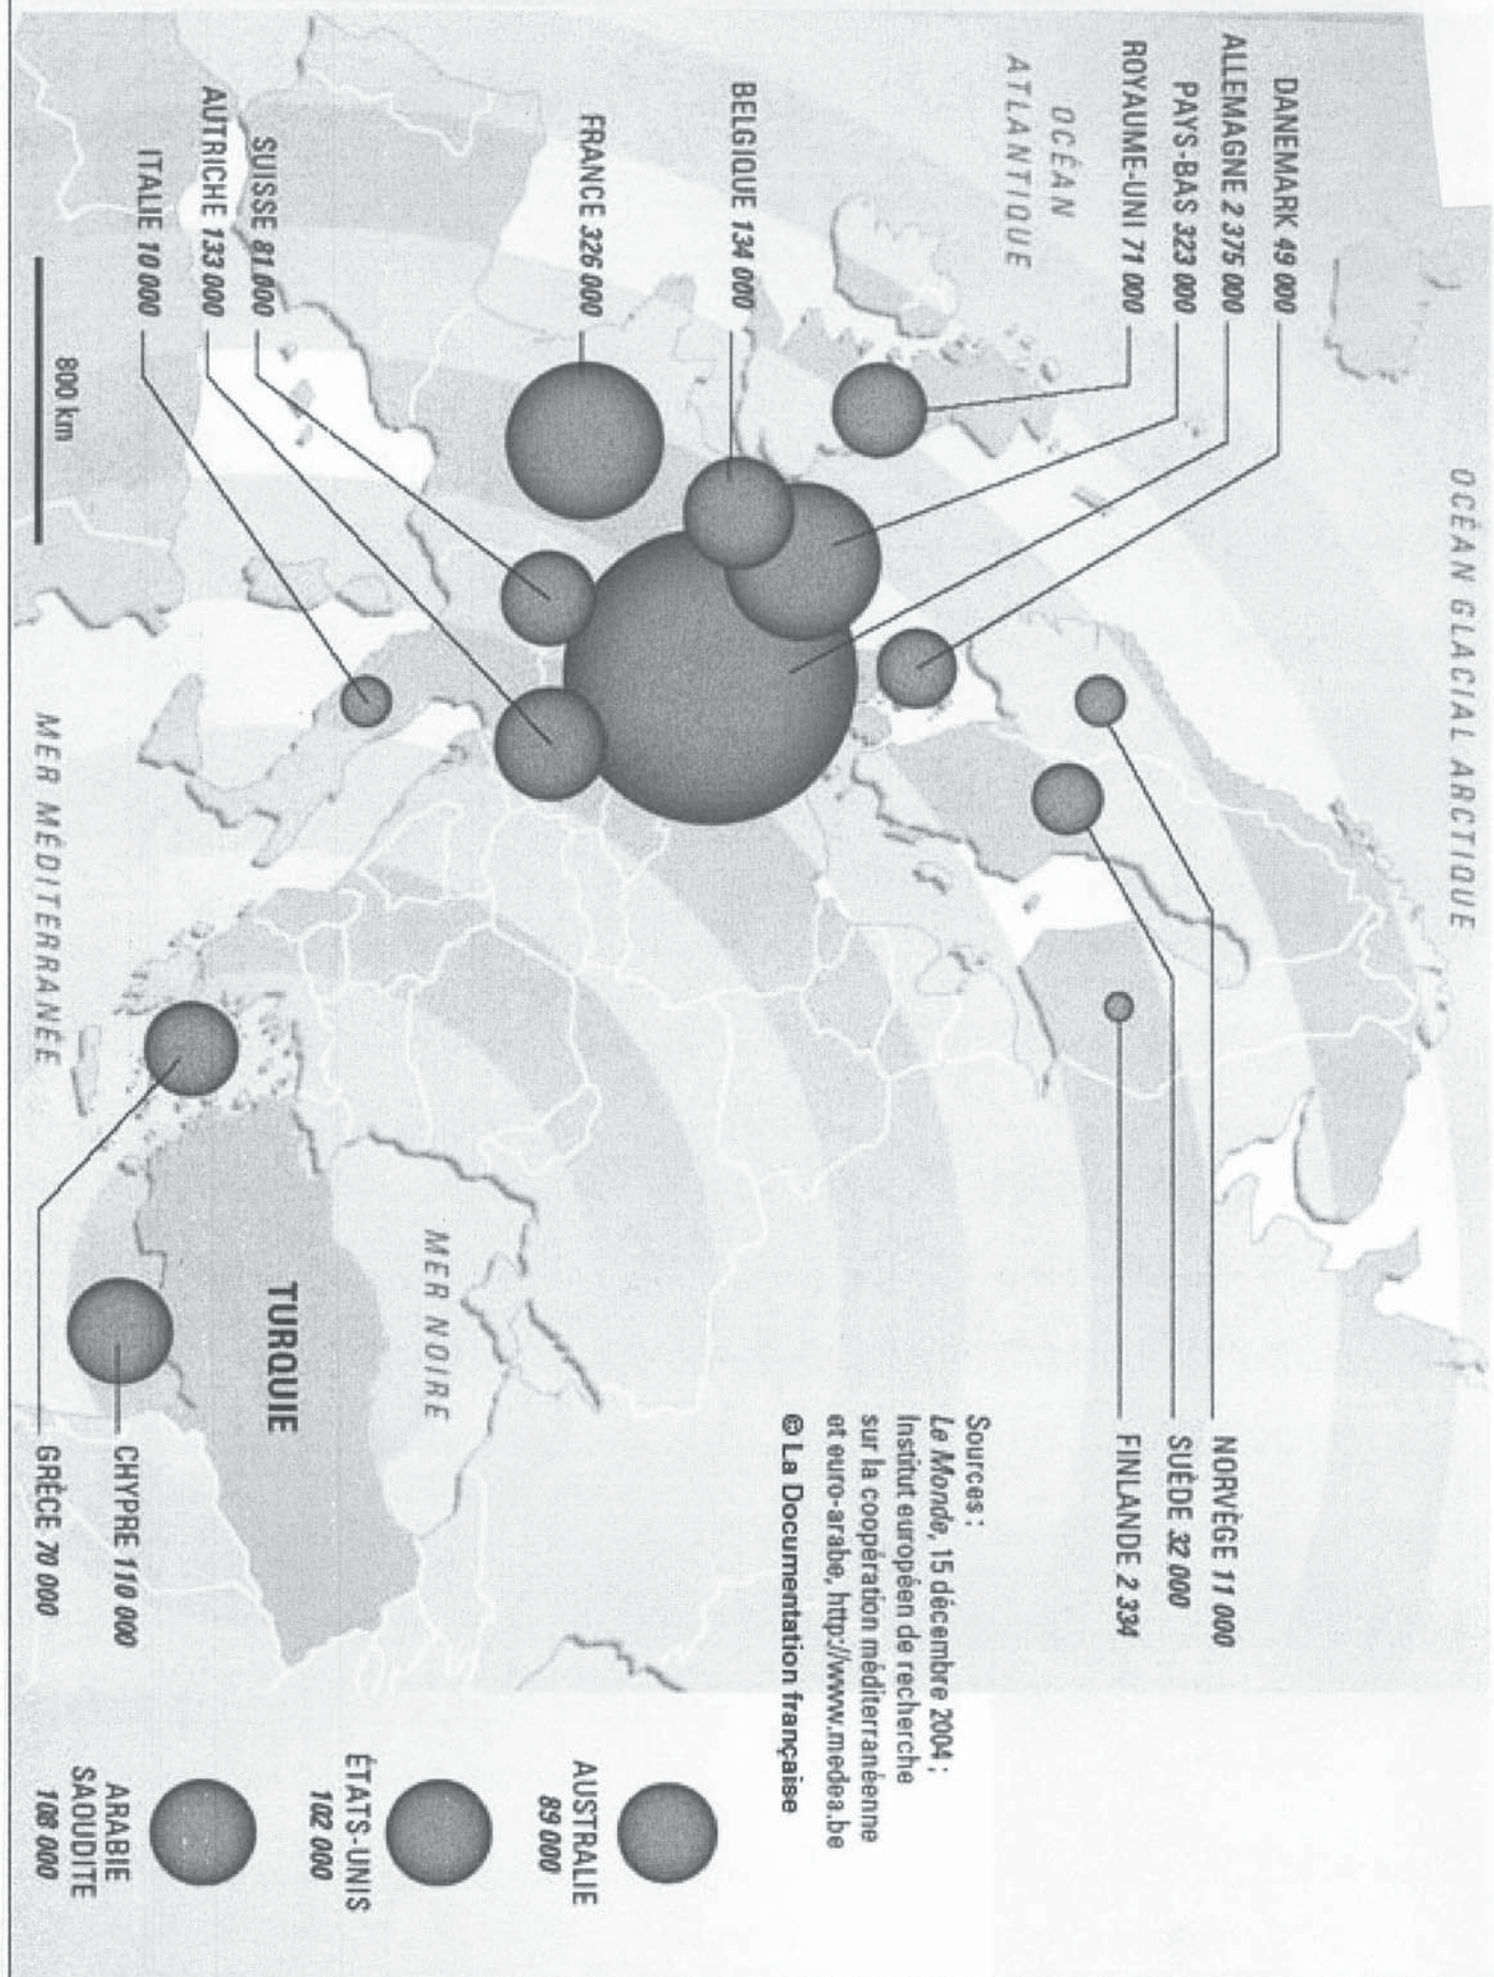 OCÉAN GLACIAL ARCTIQUE
DANEMARK 49 000
ALLEMAGNE 2 375 000
PAYS-BAS 323 000
ROYAUME-UNI 71 000
OCÉAN
ATLANTIQUE
BELGIQUE 134 000
FRANCE 326 000
SUISSE 81 000
AUTRICHE 133 000
ITALIE 10 000
800 km
NORVÈGE 11 000
SUÈDE 32 000
FINLANDE 2 334
Sources :
Le Monde, 15 décembre 2004 ;
Institut européen de recherche
sur la coopération méditerranéenne
et euro-arabe, http://www.medea.be
© La Documentation française
MER NOIRE
TURQUIE
MER MÉDITERRANÉE
CHYPRE 110 000
GRÈCE 70 000
AUSTRALIE
89 000
ÉTATS-UNIS
102 000
ARABIE
SAOUDITE
108 000